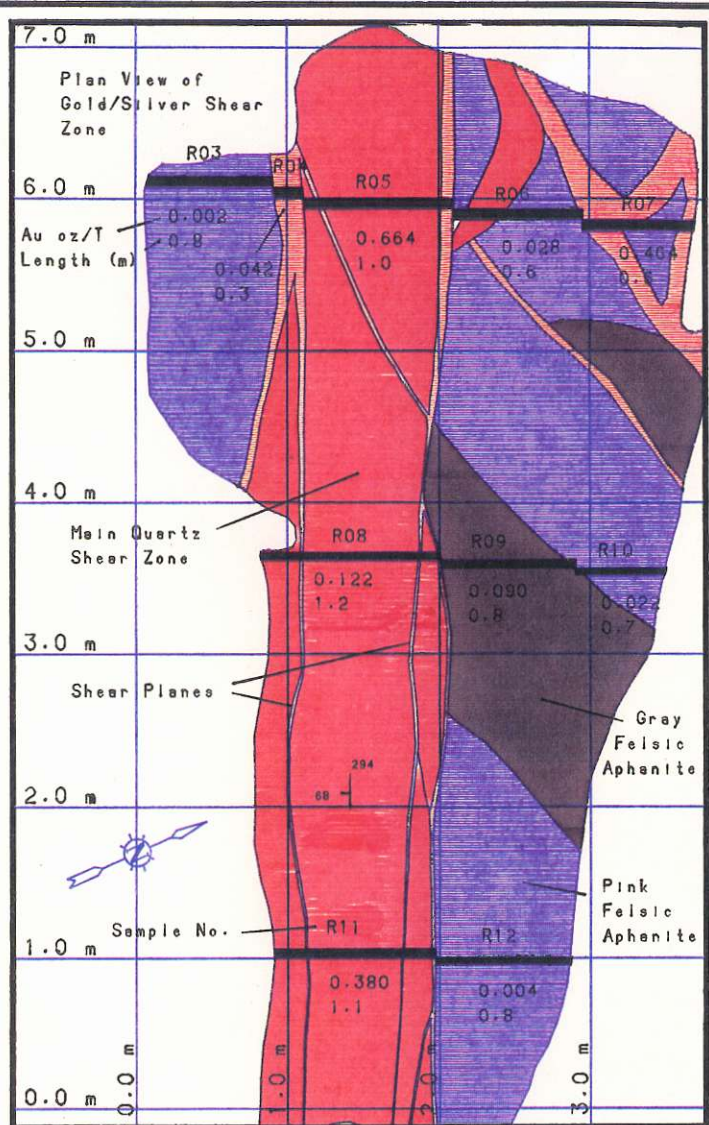 7.0 m
Plan View of
Gold/Silver Shear
Zone
R03
R04
6.0 m
R05
R06
R07
Au oz/T
Length (m)
0.002
0.8
0.042
0.3
0.664
1.0
0.028
0.6
0.464
5.0 m
4.0 m
Main Quartz
Shear Zone
R08
R09
R10
0.122
1.2
0.090
0.8
0.022
0.7
3.0 m
Shear Planes
Gray
Felsic
Aphanite
294
68
2.0 m
N
Pink
Felsic
Aphanite
Sample No.
R11
R12
1.0 m
0.380
1.1
0.004
0.8
0.0 m
0.0 m
1.0 m
2.0 m
3.0 m